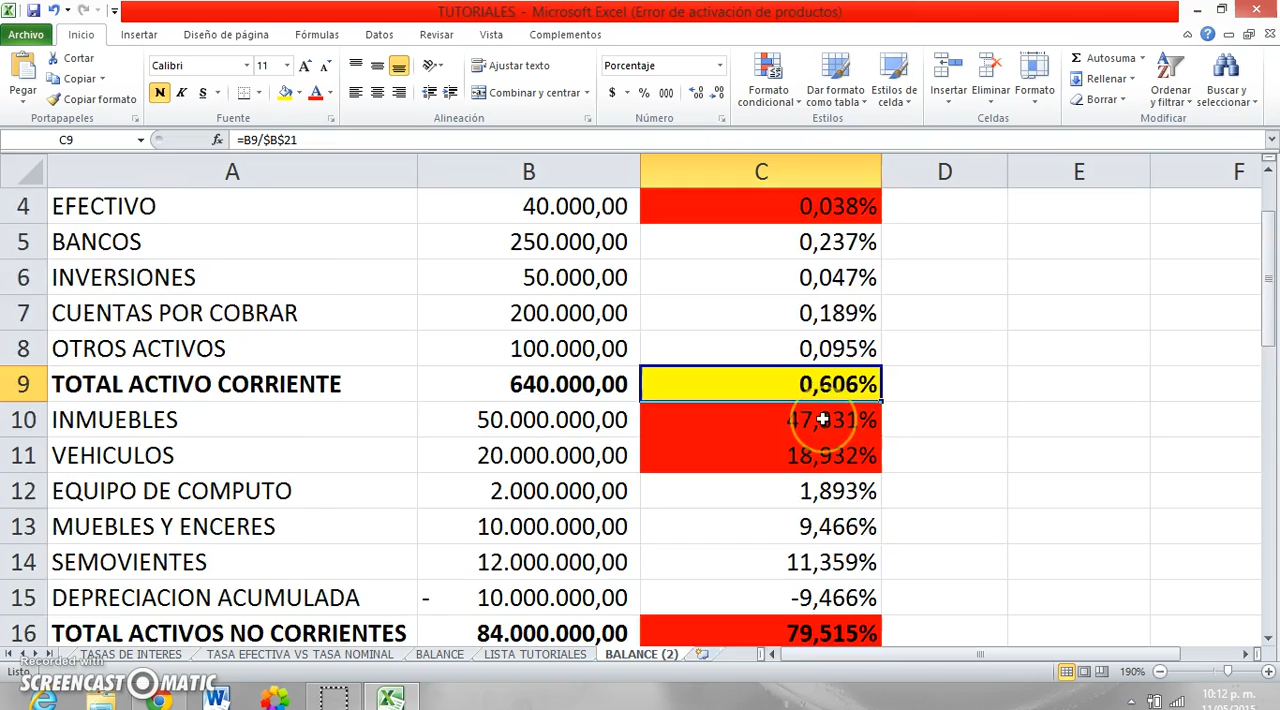 TUTORIALES - Microsoft Excel (Error de activación de productos)
Archivo Inicio Insertar Diseño de página Fórmulas Datos Revisar Vista Complementos
Pegar
Cortar
Copiar
Copiar formato
Portapapeles
Calibri 11
N K S
Fuente
Ajustar texto
Combinar y centrar
Alineación
Porcentaje
$ % 000
Número
Formato condicional
Dar formato como tabla
Estilos de celda
Estilos
Insertar Eliminar Formato
Celdas
Autosuma
Rellenar
Borrar
Ordenar y filtrar
Buscar y seleccionar
Modificar
C9 fx =B9/$B$21
A B C D E F
4 EFECTIVO 40.000,00 0,038%
5 BANCOS 250.000,00 0,237%
6 INVERSIONES 50.000,00 0,047%
7 CUENTAS POR COBRAR 200.000,00 0,189%
8 OTROS ACTIVOS 100.000,00 0,095%
9 TOTAL ACTIVO CORRIENTE 640.000,00 0,606%
10 INMUEBLES 50.000.000,00
11 VEHICULOS 20.000.000,00 18,932%
12 EQUIPO DE COMPUTO 2.000.000,00 1,893%
13 MUEBLES Y ENCERES 10.000.000,00 9,466%
14 SEMOVIENTES 12.000.000,00 11,359%
15 DEPRECIACION ACUMULADA - 10.000.000,00 -9,466%
16 TOTAL ACTIVOS NO CORRIENTES 84.000.000,00 79,515%
TASAS DE INTERES TASA EFECTIVA VS TASA NOMINAL BALANCE LISTA TUTORIALES BALANCE (2)
Listo 190%
Recorded with
SCREENCAST MATIC
10:12 p. m.
11/05/2015